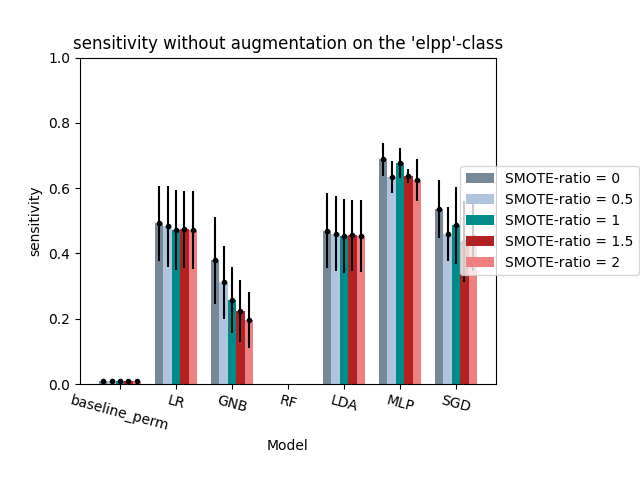 sensitivity without augmentation on the 'elpp'-class
1.0
0.8
0.6
0.4
0.2
0.0
sensitivity
SMOTE-ratio = 0
SMOTE-ratio = 0.5
SMOTE-ratio = 1
SMOTE-ratio = 1.5
SMOTE-ratio = 2
baseline_perm LR GNB RF LDA MLP SGD
Model